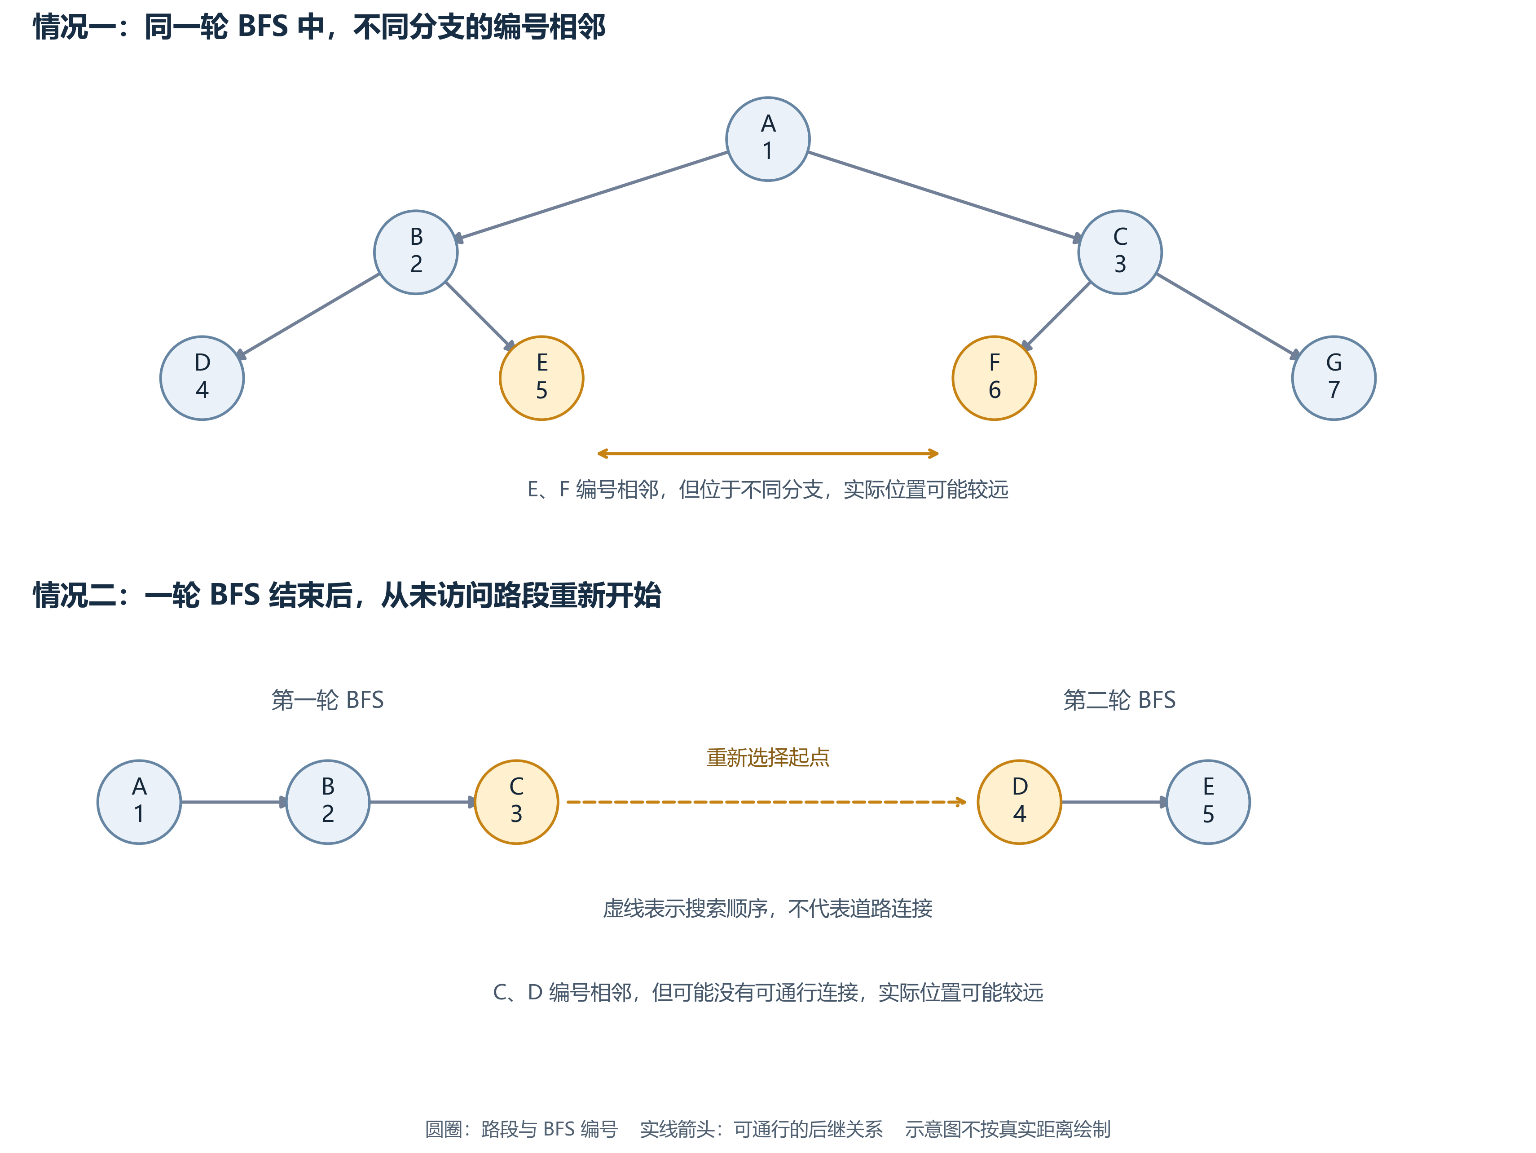 情况一：同一轮 BFS 中，不同分支的编号相邻
A
1
B
2
C
3
D
4
E
5
F
6
G
7
E、F 编号相邻，但位于不同分支，实际位置可能较远
情况二：一轮 BFS 结束后，从未访问路段重新开始
第一轮 BFS
第二轮 BFS
重新选择起点
A
1
B
2
C
3
D
4
E
5
虚线表示搜索顺序，不代表道路连接
C、D 编号相邻，但可能没有可通行连接，实际位置可能较远
圆圈：路段与 BFS 编号 实线箭头：可通行的后继关系 示意图不按真实距离绘制